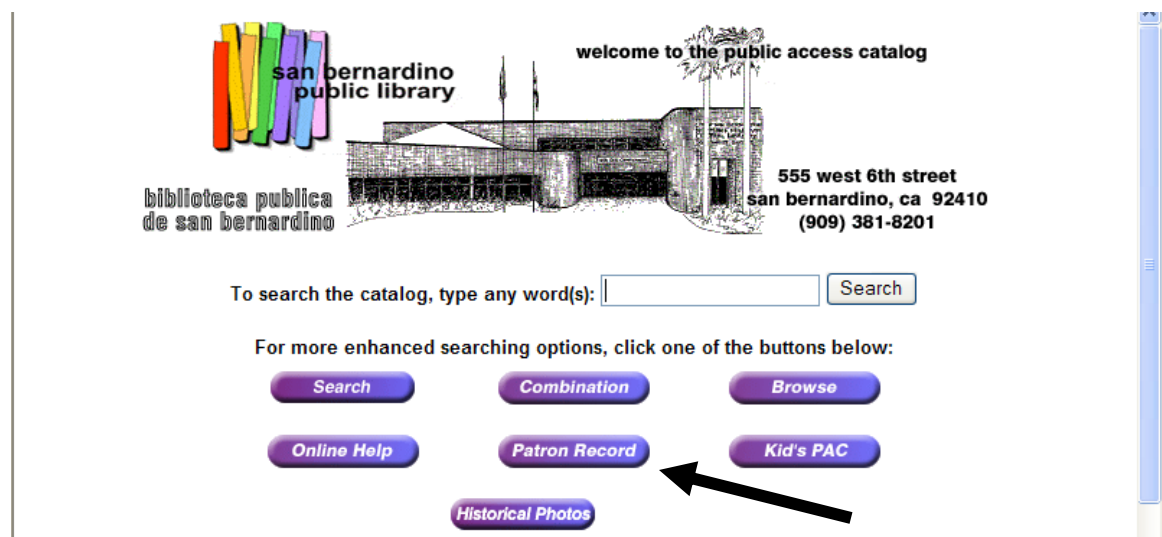 welcome to the public access catalog
san bernardino
public library
555 west 6th street
san bernardino, ca 92410
(909) 381-8201
biblioteca publica
de san bernardino
To search the catalog, type any word(s): Search
For more enhanced searching options, click one of the buttons below:
Search Combination Browse
Online Help Patron Record Kid's PAC
Historical Photos